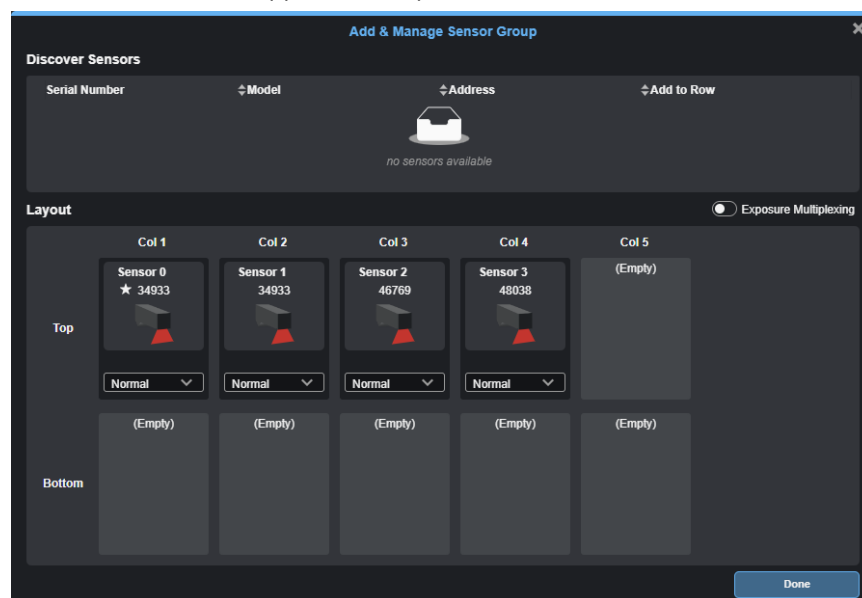 Add & Manage Sensor Group
Discover Sensors
Serial Number Model Address Add to Row
no sensors available
Layout Exposure Multiplexing
Col 1 Col 2 Col 3 Col 4 Col 5
Sensor 0 Sensor 1 Sensor 2 Sensor 3 (Empty)
★ 34933 34933 46769 48038
Top
Normal Normal Normal Normal
(Empty) (Empty) (Empty) (Empty) (Empty)
Bottom
Done